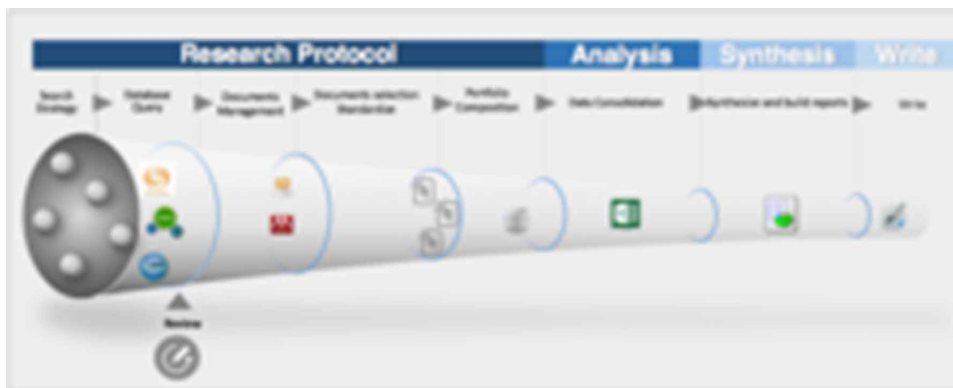 Research Protocol
Analysis
Synthesis
Write
Search
Strategy
Database
Query
Documents
Management
Documents selection
Standardize
Portfolio
Composition
Data Consolidation
Synthesize and build reports
Write
Review